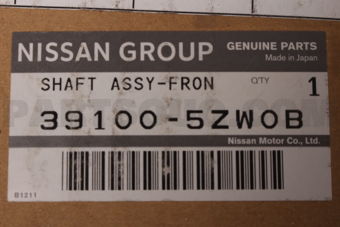 NISSAN GROUP GENUINE PARTS
Made in Japan
SHAFT ASSY-FRON Q'TY 1
39100-5ZW0B
Nissan Motor Co., Ltd.
B1211